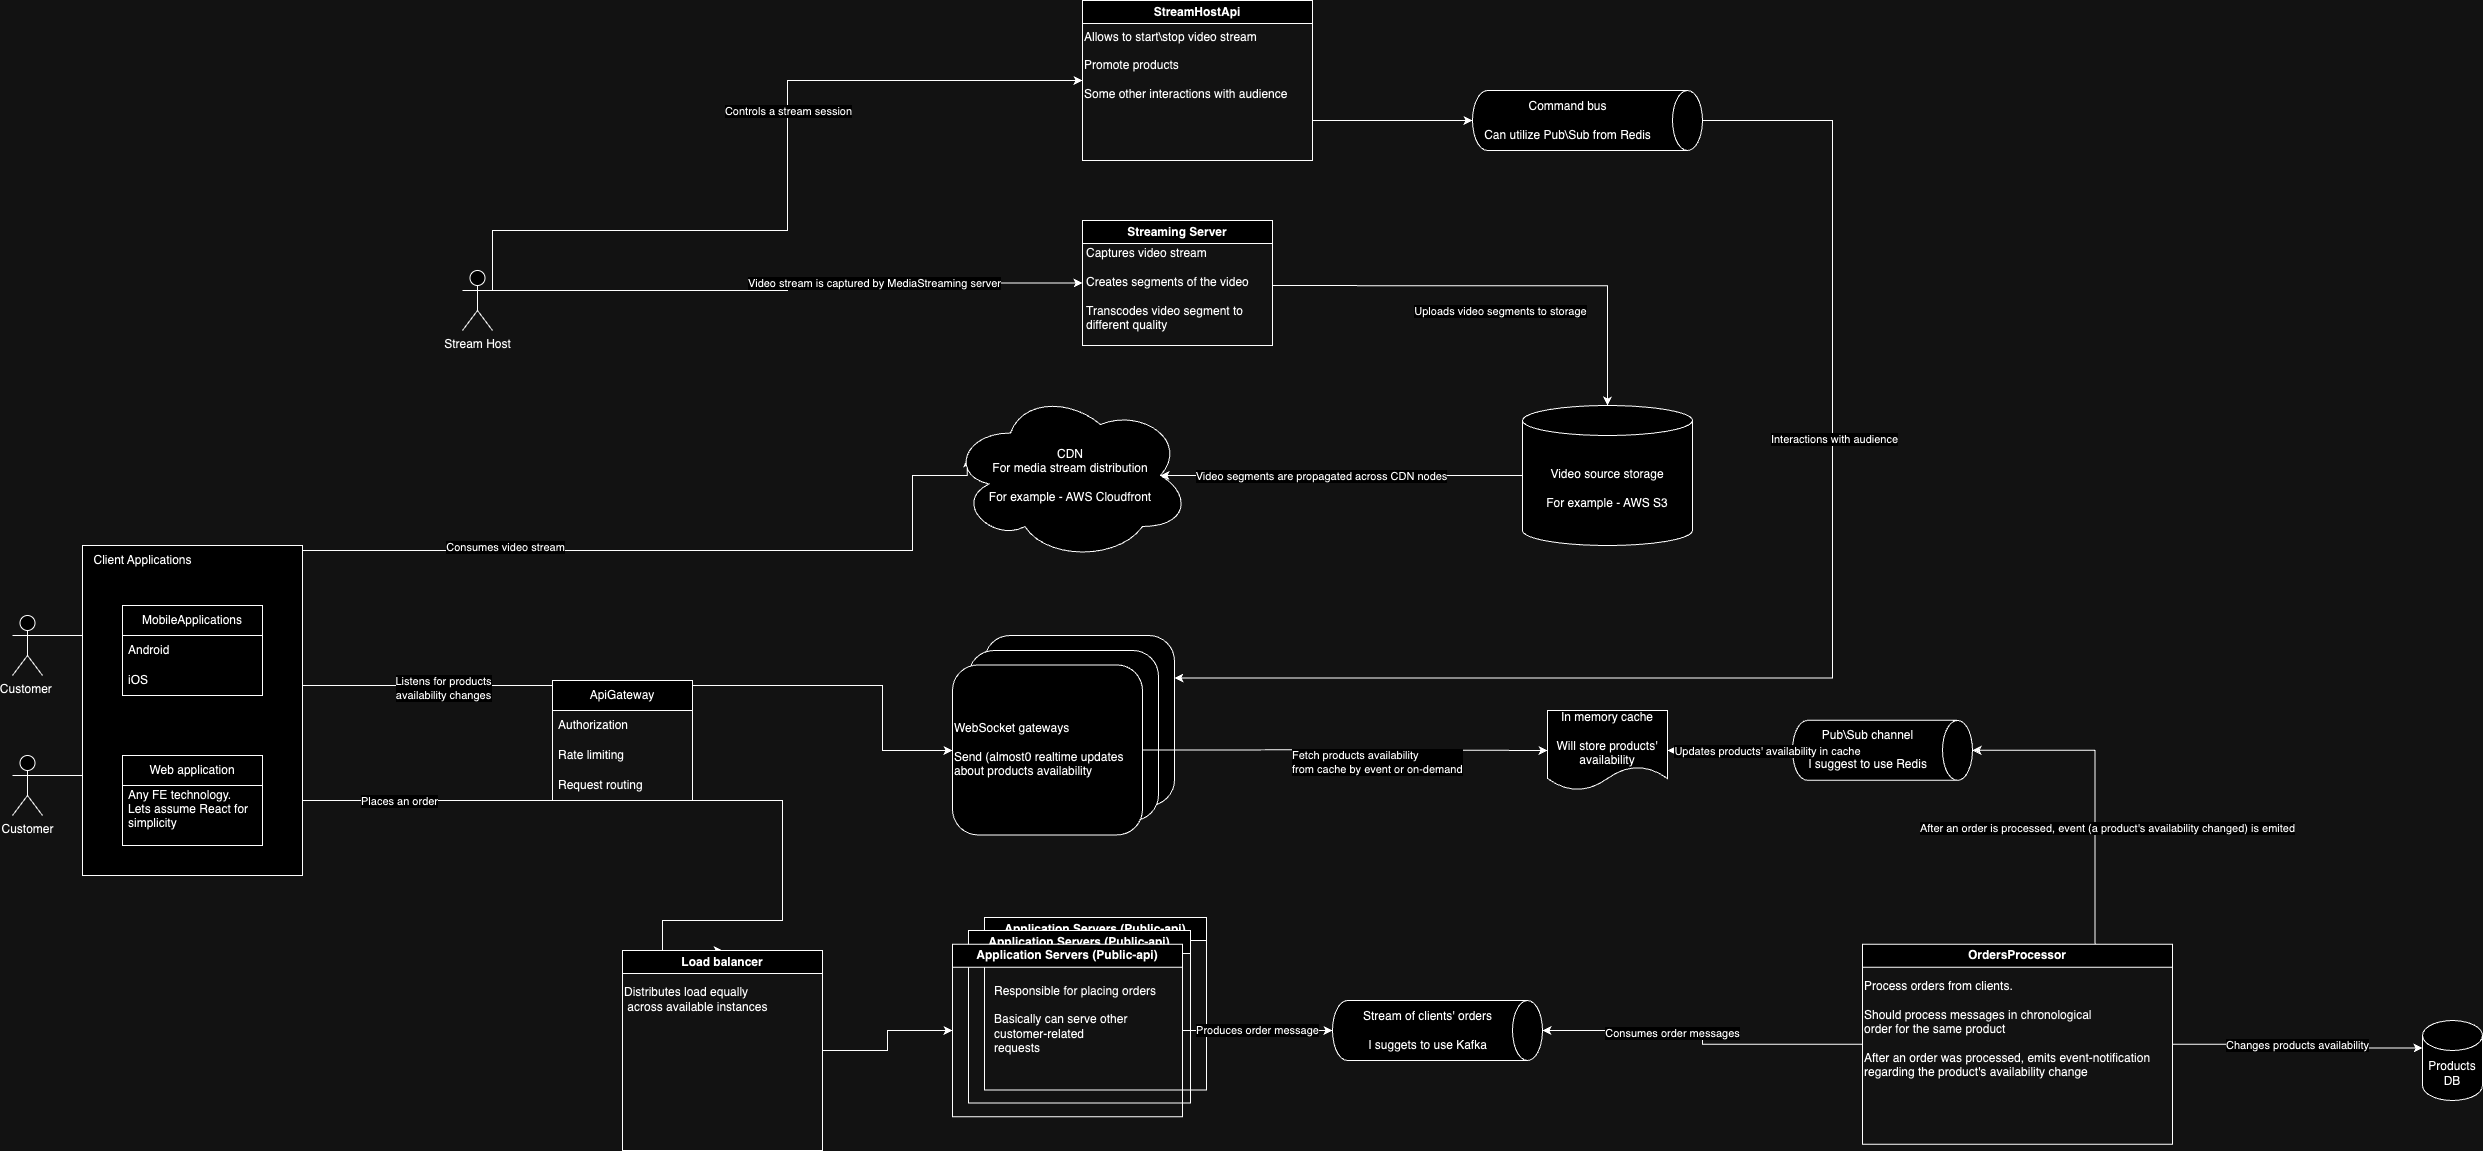 StreamHostApi
Allows to start\stop video stream
Promote products
Some other interactions with audience
Controls a stream session
Command bus
Can utilize Pub\Sub from Redis
Streaming Server
Captures video stream
Creates segments of the video
Transcodes video segment to
different quality
Video stream is captured by MediaStreaming server
Stream Host
Uploads video segments to storage
Interactions with audience
CDN
For media stream distribution
For example - AWS Cloudfront
Video segments are propagated across CDN nodes
Video source storage
For example - AWS S3
Consumes video stream
Client Applications
MobileApplications
Android
iOS
Customer
Listens for products
availability changes
ApiGateway
Authorization
Rate limiting
Request routing
WebSocket gateways
Send (almost0 realtime updates
about products availability
Fetch products availability
from cache by event or on-demand
In memory cache
Will store products'
availability
Updates products' availability in cache
Pub\Sub channel
I suggest to use Redis
Web application
Any FE technology.
Lets assume React for
simplicity
Customer
Places an order
After an order is processed, event (a product's availability changed) is emited
Load balancer
Distributes load equally
across available instances
Application Servers (Public-api)
Application Servers (Public-api)
Application Servers (Public-api)
Responsible for placing orders
Basically can serve other
customer-related
requests
Produces order message
Stream of clients' orders
I suggets to use Kafka
Consumes order messages
OrdersProcessor
Process orders from clients.
Should process messages in chronological
order for the same product
After an order was processed, emits event-notification
regarding the product's availability change
Changes products availability
Products
DB